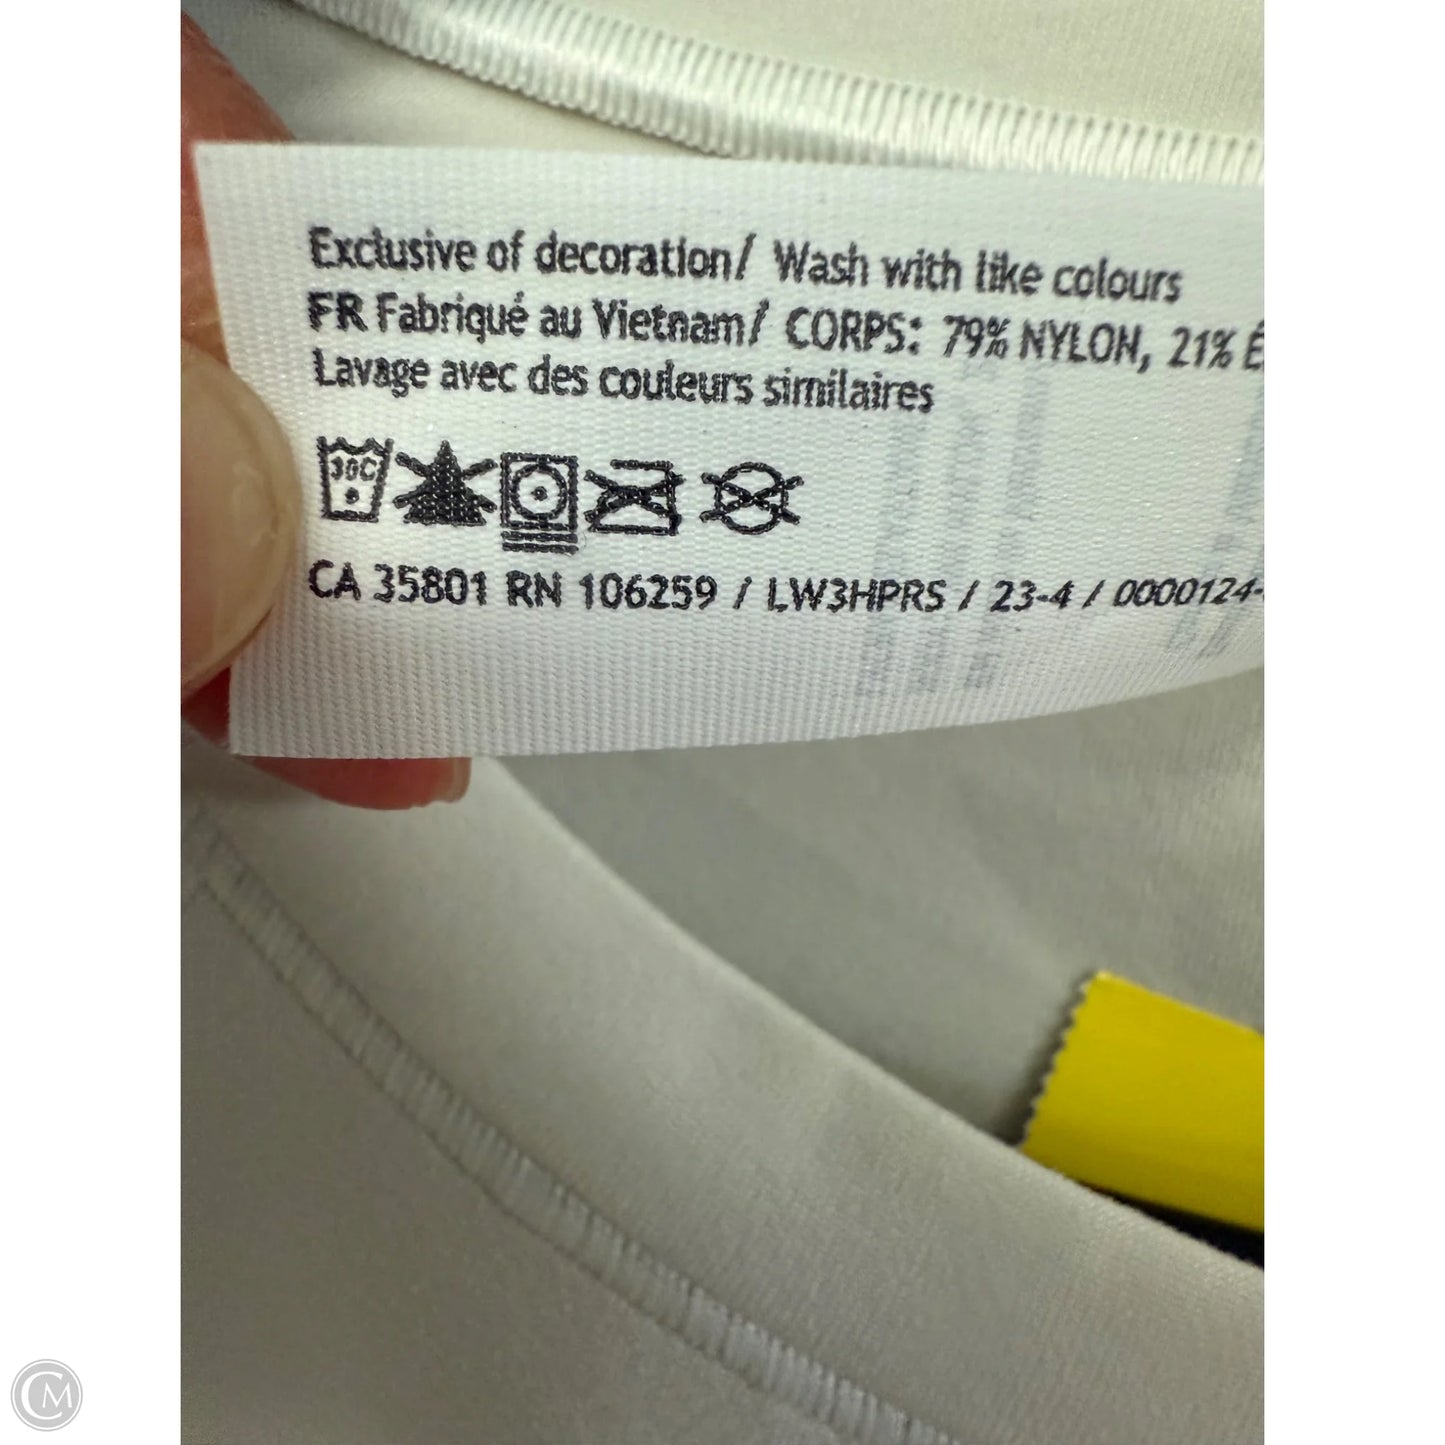 Exclusive of decoration/ Wash with like colours
FR Fabriqué au Vietnam/ CORPS: 79% NYLON, 21% É
Lavage avec des couleurs similaires
30C
CA 35801 RN 106259 / LW3HPRS / 23-4 / 0000124-
CM